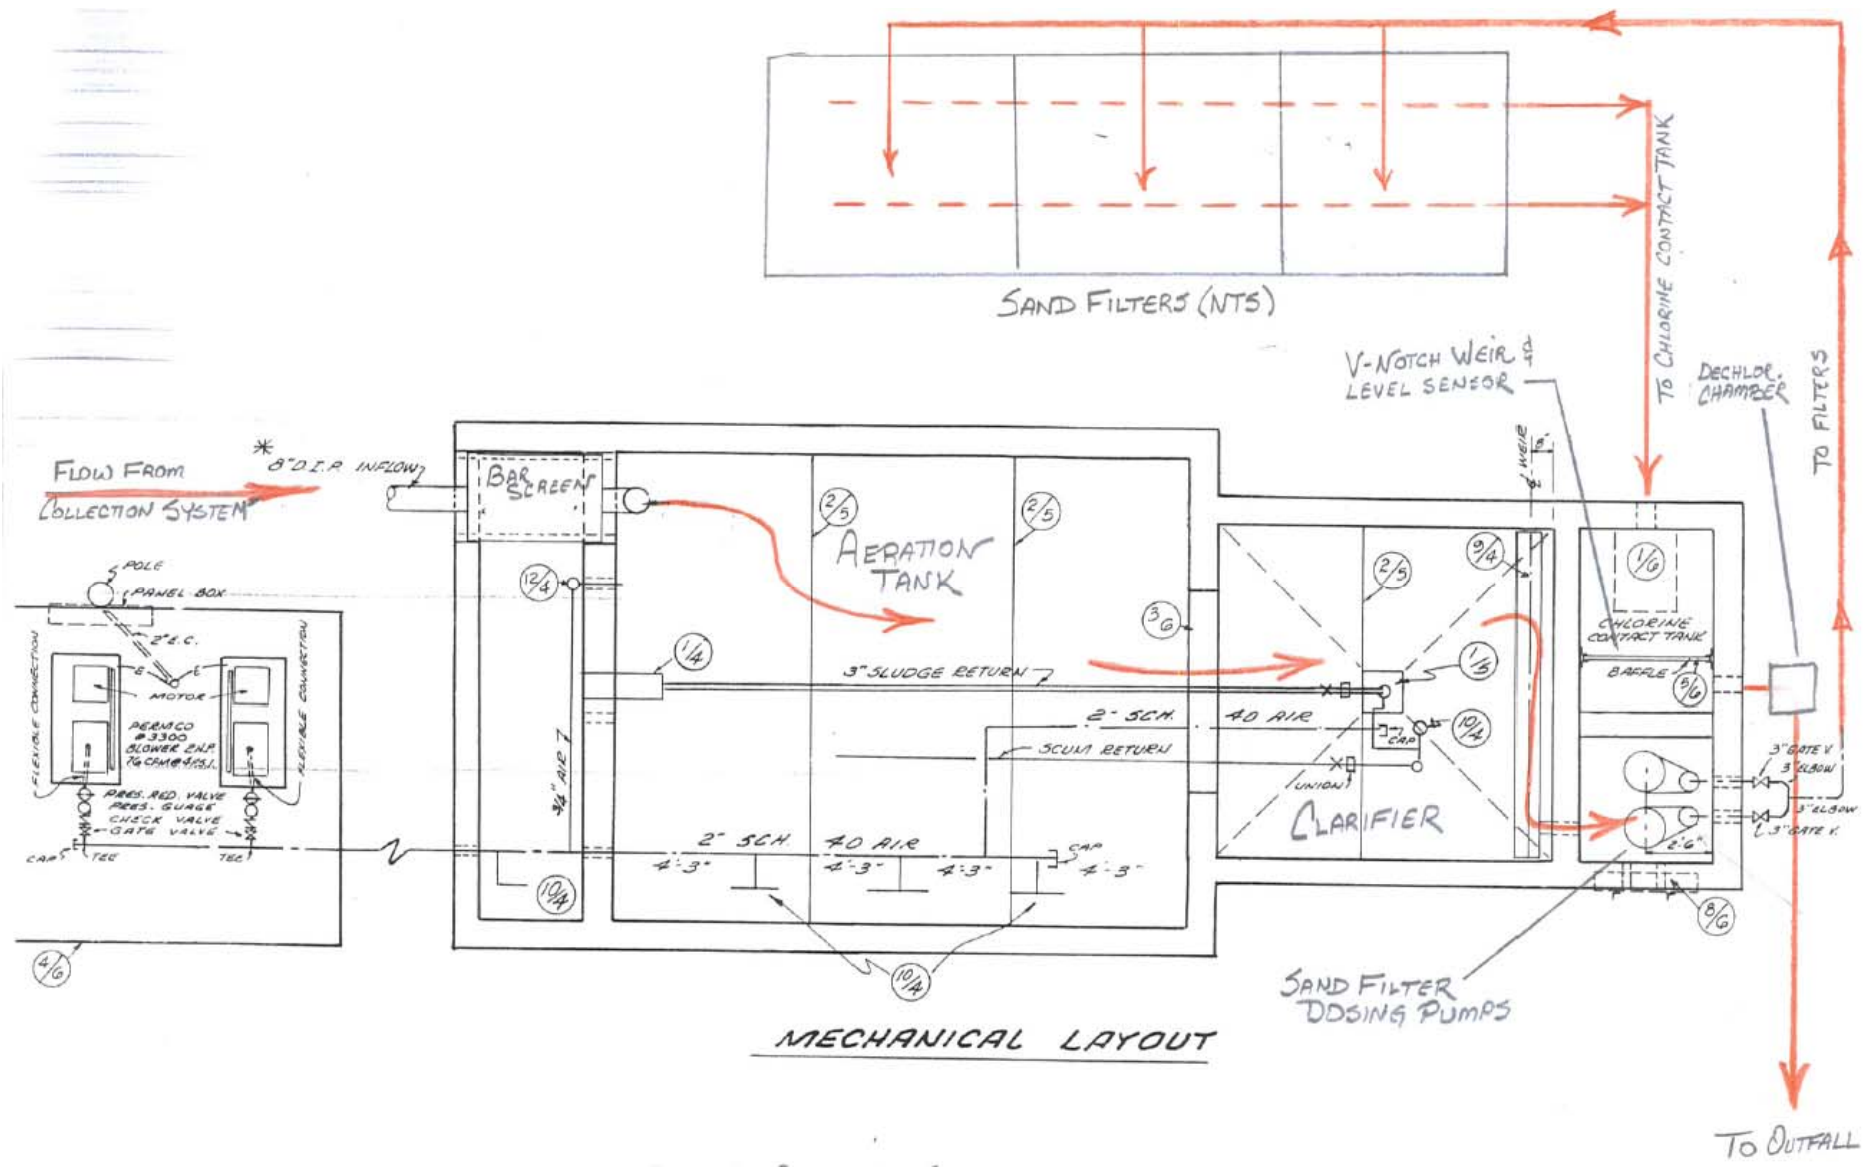 SAND FILTERS (NTS)
TO CHLORINE CONTACT TANK
V-NOTCH WEIR &
LEVEL SENSOR
DECHLOR.
CHAMBER
TO FILTERS
FLOW FROM
COLLECTION SYSTEM
*
8" D.I.P. INFLOW
BAR
SCREEN
AERATION
TANK
2/5
2/5
2/5
9/4
℄ WEIR
8"
1/6
CHLORINE
CONTACT TANK
BAFFLE
5/6
POLE
PANEL BOX
2" E.C.
E
E
MOTOR
FLEXIBLE CONNECTION
FLEXIBLE CONNECTION
PERMCO
# 3300
BLOWER 2 H.P.
76 CFM @ 4 P.S.I.
PRES. RED. VALVE
PRES. GUAGE
CHECK VALVE
GATE VALVE
CAP
TEE
TEE
4/6
12/4
1/4
3/4" AIR
3" SLUDGE RETURN
3/6
1/5
2" SCH. 40 AIR
CAP
10/4
SCUM RETURN
UNION
CLARIFIER
3" GATE V.
3" ELBOW
3" ELBOW
3" GATE V.
2'-6"
2" SCH. 40 AIR
CAP
4'-3" 4'-3" 4'-3" 4'-3"
10/4
10/4
8/6
SAND FILTER
DOSING PUMPS
MECHANICAL LAYOUT
TO OUTFALL